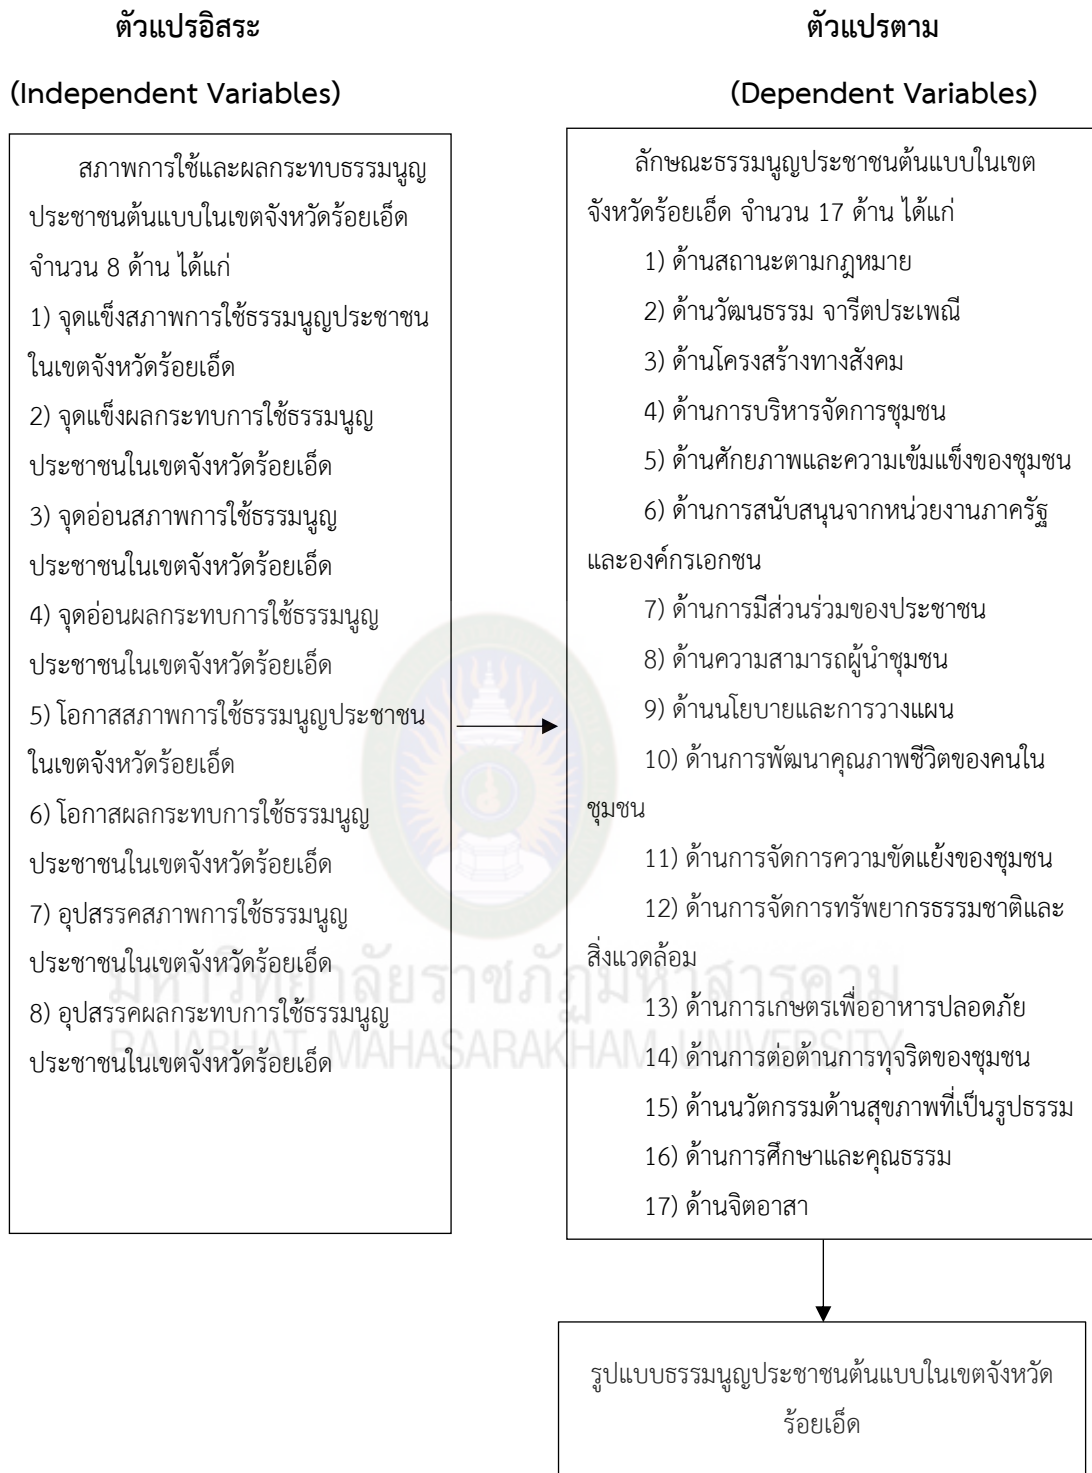 ตัวแปรอิสระ
(Independent Variables)
สภาพการใช้และผลกระทบธรรมนูญ
ประชาชนต้นแบบในเขตจังหวัดร้อยเอ็ด
จำนวน 8 ด้าน ได้แก่
1) จุดแข็งสภาพการใช้ธรรมนูญประชาชน
ในเขตจังหวัดร้อยเอ็ด
2) จุดแข็งผลกระทบการใช้ธรรมนูญ
ประชาชนในเขตจังหวัดร้อยเอ็ด
3) จุดอ่อนสภาพการใช้ธรรมนูญ
ประชาชนในเขตจังหวัดร้อยเอ็ด
4) จุดอ่อนผลกระทบการใช้ธรรมนูญ
ประชาชนในเขตจังหวัดร้อยเอ็ด
5) โอกาสสภาพการใช้ธรรมนูญประชาชน
ในเขตจังหวัดร้อยเอ็ด
6) โอกาสผลกระทบการใช้ธรรมนูญ
ประชาชนในเขตจังหวัดร้อยเอ็ด
7) อุปสรรคสภาพการใช้ธรรมนูญ
ประชาชนในเขตจังหวัดร้อยเอ็ด
8) อุปสรรคผลกระทบการใช้ธรรมนูญ
ประชาชนในเขตจังหวัดร้อยเอ็ด
ตัวแปรตาม
(Dependent Variables)
ลักษณะธรรมนูญประชาชนต้นแบบในเขต
จังหวัดร้อยเอ็ด จำนวน 17 ด้าน ได้แก่
1) ด้านสถานะตามกฎหมาย
2) ด้านวัฒนธรรม จารีตประเพณี
3) ด้านโครงสร้างทางสังคม
4) ด้านการบริหารจัดการชุมชน
5) ด้านศักยภาพและความเข้มแข็งของชุมชน
6) ด้านการสนับสนุนจากหน่วยงานภาครัฐ
และองค์กรเอกชน
7) ด้านการมีส่วนร่วมของประชาชน
8) ด้านความสามารถผู้นำชุมชน
9) ด้านนโยบายและการวางแผน
10) ด้านการพัฒนาคุณภาพชีวิตของคนใน
ชุมชน
11) ด้านการจัดการความขัดแย้งของชุมชน
12) ด้านการจัดการทรัพยากรธรรมชาติและ
สิ่งแวดล้อม
13) ด้านการเกษตรเพื่ออาหารปลอดภัย
14) ด้านการต่อต้านการทุจริตของชุมชน
15) ด้านนวัตกรรมด้านสุขภาพที่เป็นรูปธรรม
16) ด้านการศึกษาและคุณธรรม
17) ด้านจิตอาสา
รูปแบบธรรมนูญประชาชนต้นแบบในเขตจังหวัด
ร้อยเอ็ด
มหาวิทยาลัยราชภัฏมหาสารคาม
RAJABHAT MAHASARAKHAM UNIVERSITY